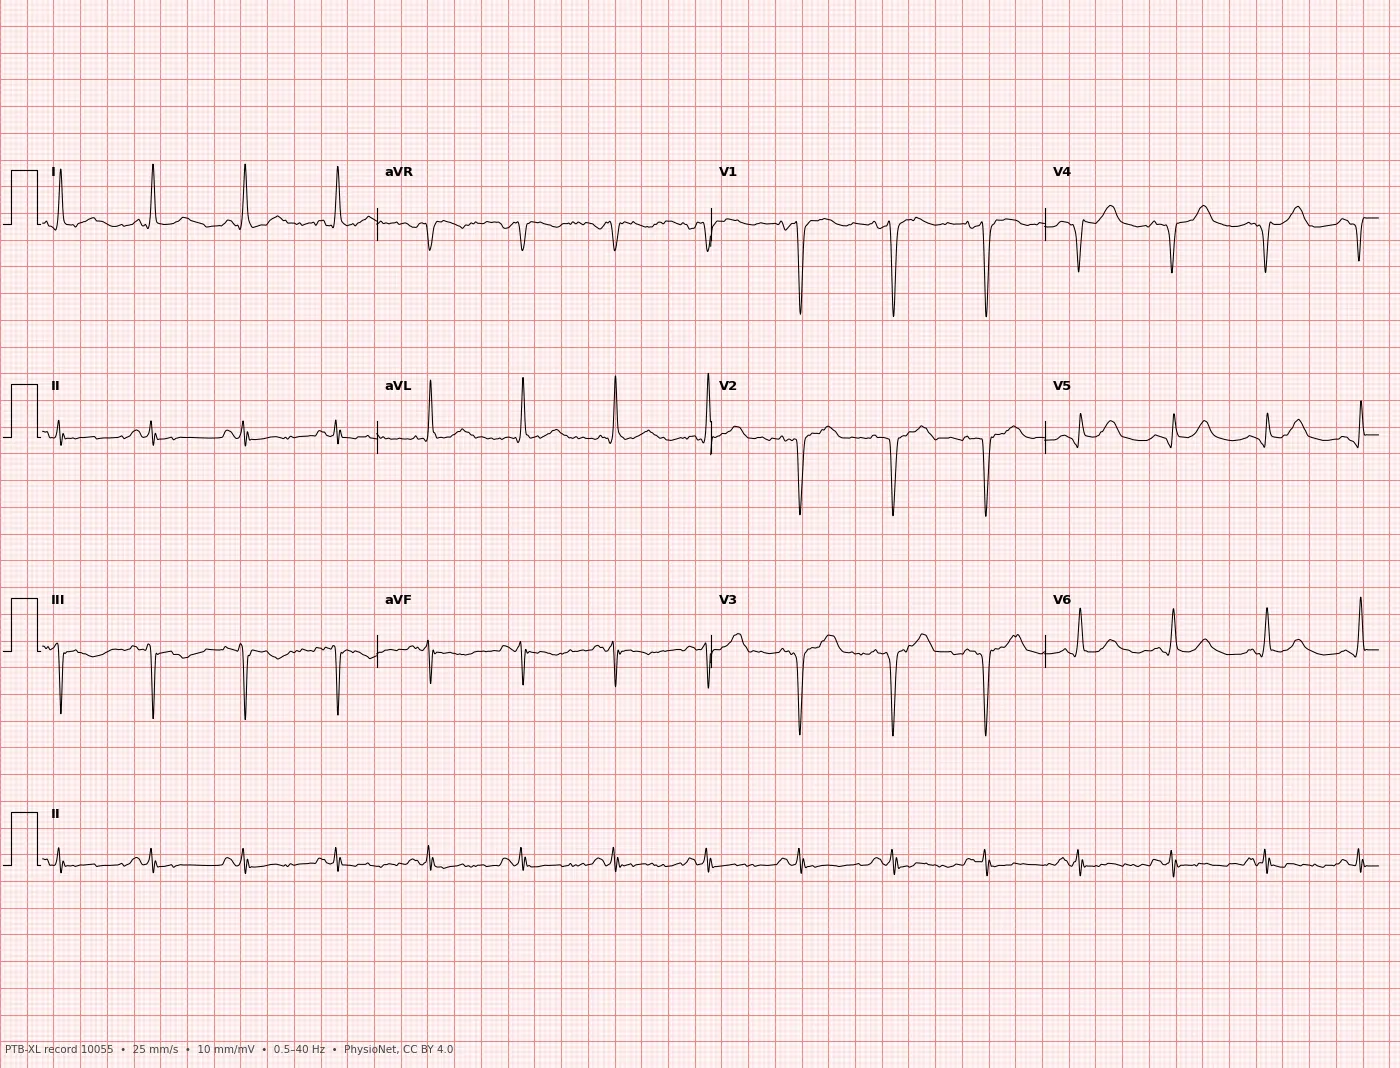 I aVR V1 V4
II aVL V2 V5
III aVF V3 V6
II
PTB-XL record 10055 • 25 mm/s • 10 mm/mV • 0.5–40 Hz • PhysioNet, CC BY 4.0